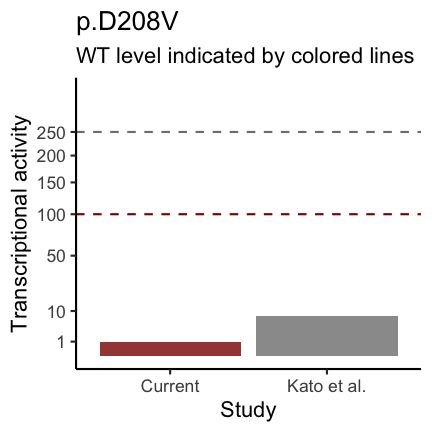 p.D208V
WT level indicated by colored lines
Transcriptional activity
250
200
150
100
50
10
1
Current
Kato et al.
Study